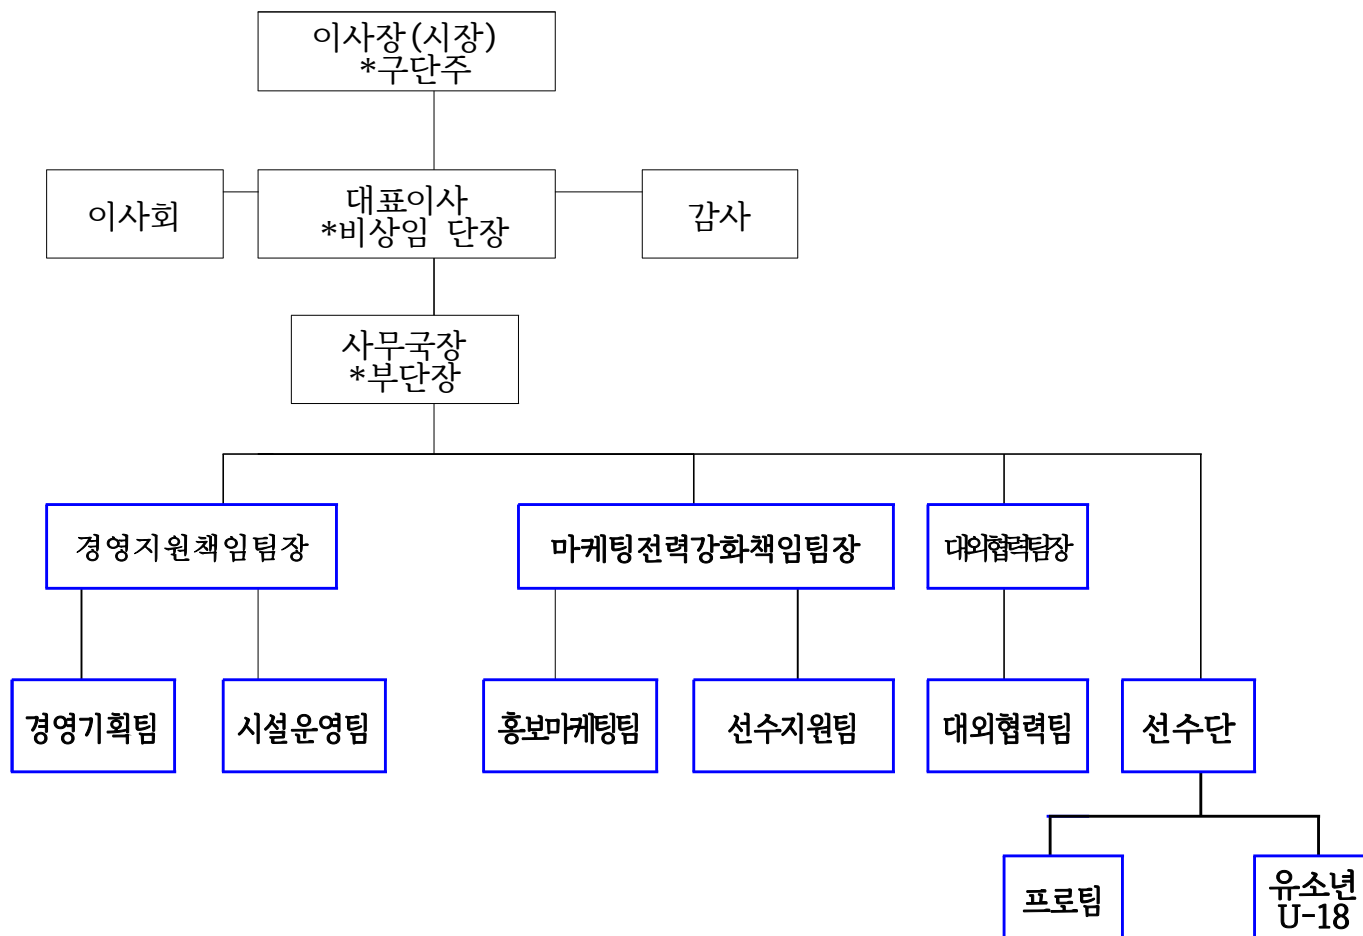 이사장(시장)
*구단주
이사회
대표이사
*비상임 단장
감사
사무국장
*부단장
경영지원책임팀장
마케팅전력강화책임팀장
대외협력팀장
경영기획팀
시설운영팀
홍보마케팅팀
선수지원팀
대외협력팀
선수단
프로팀
유소년
U-18